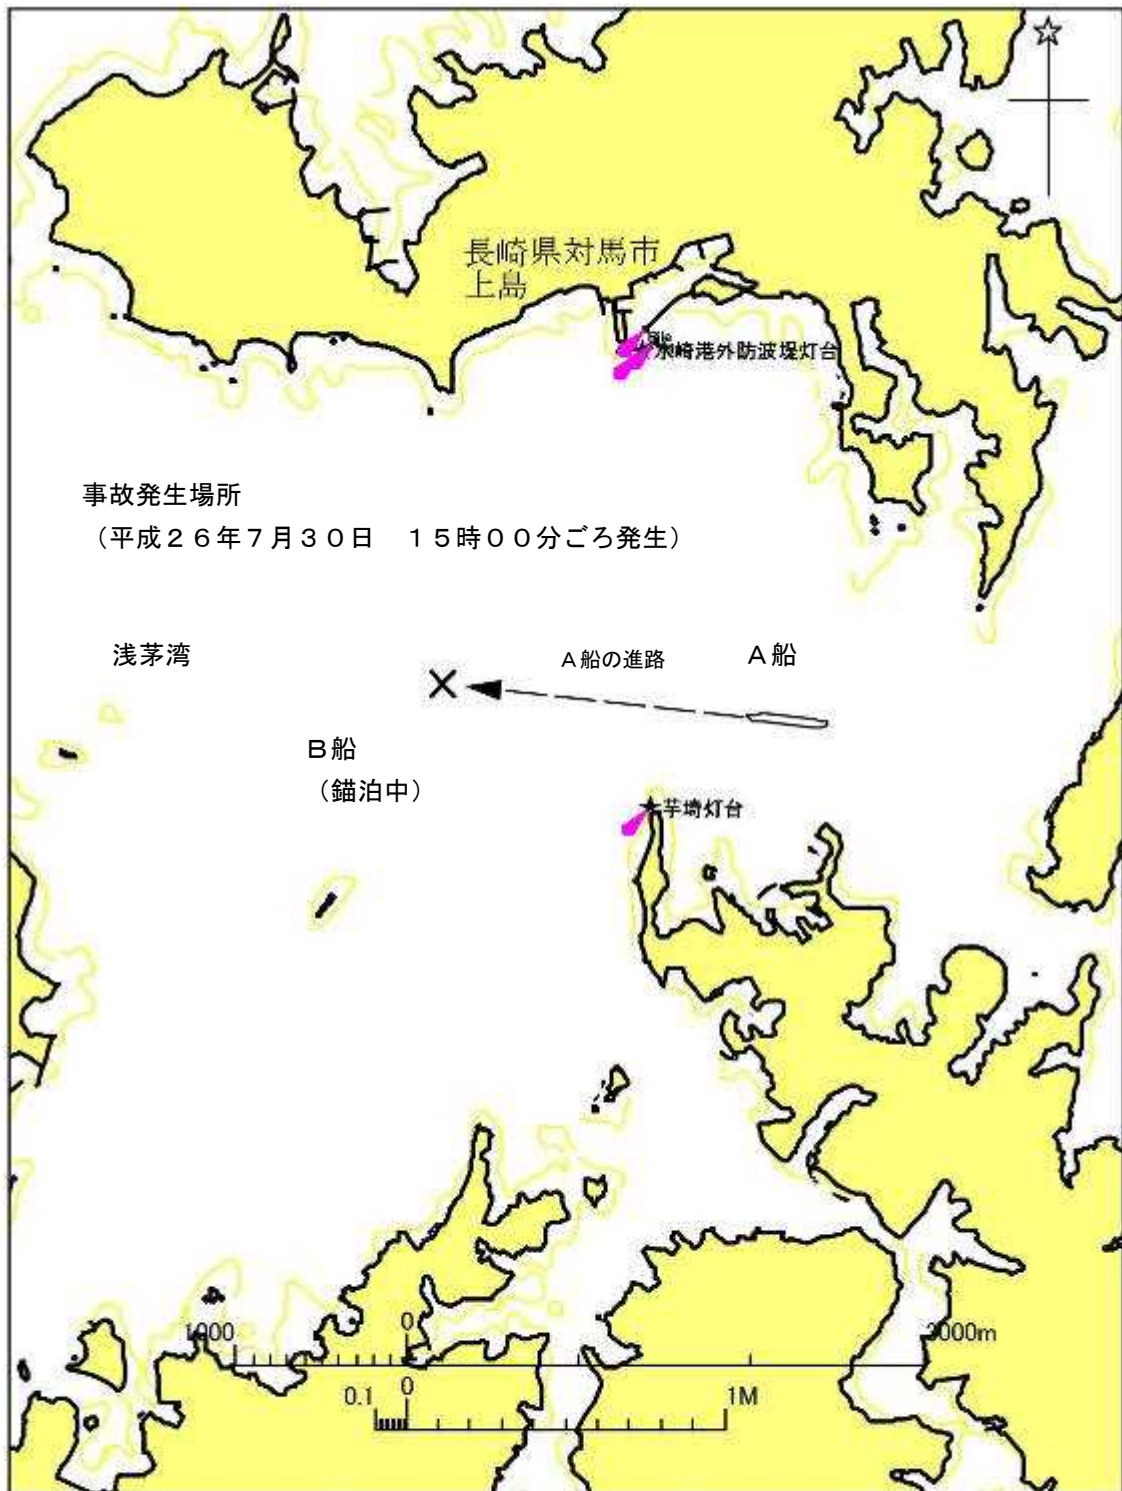 長崎県対馬市
上島
水崎港外防波堤灯台
事故発生場所
（平成２６年７月３０日　１５時００分ごろ発生）
浅茅湾
Ａ船の進路
Ａ船
Ｂ船
（錨泊中）
芋埼灯台
1000
0
3000m
0.1
0
1M